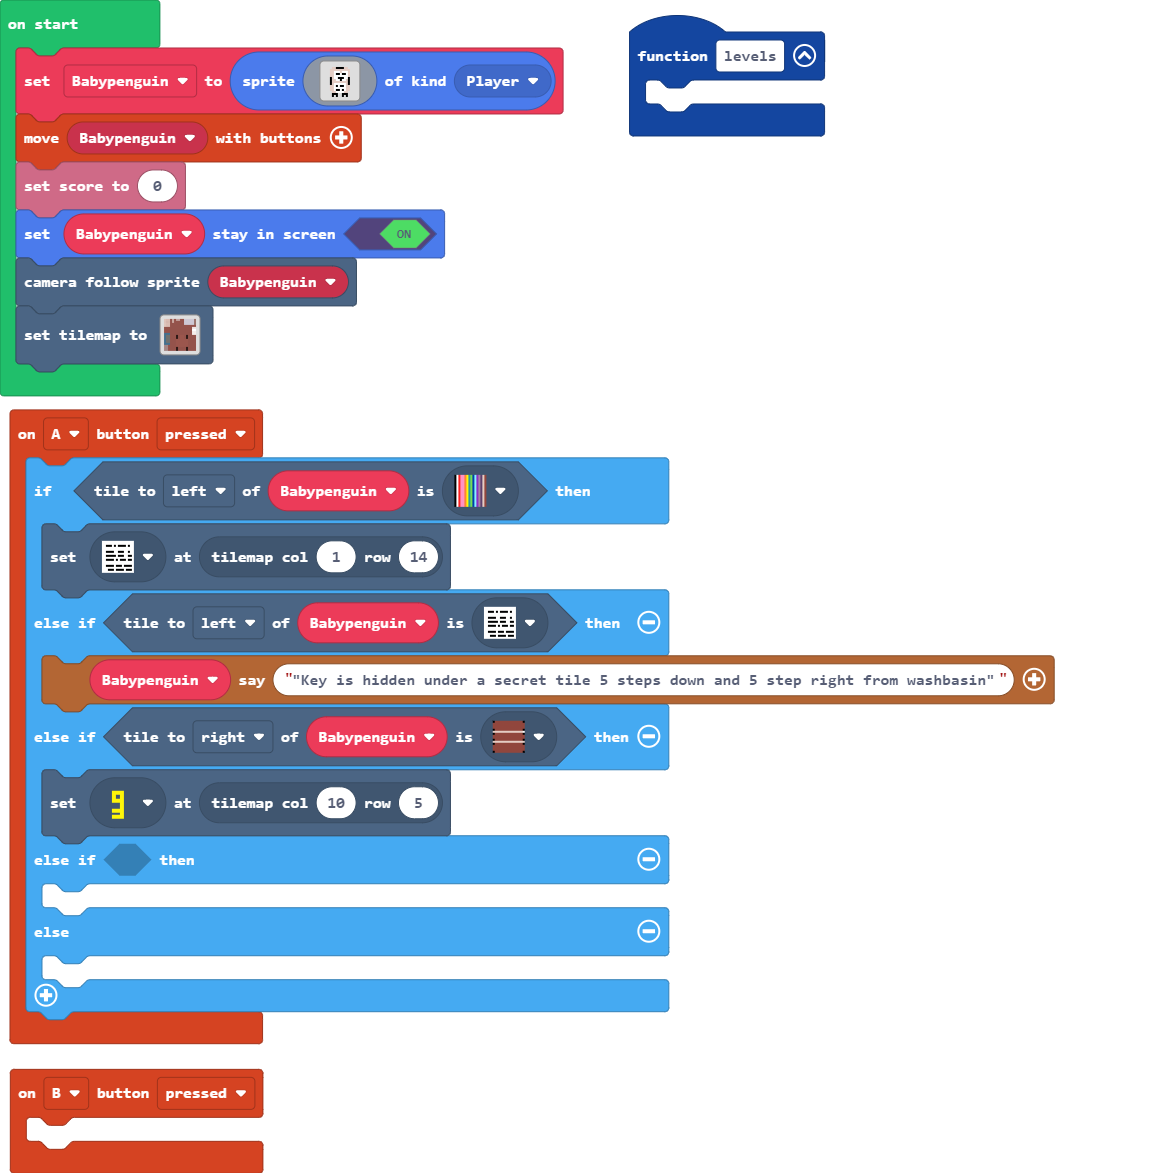 on start
set Babypenguin to sprite of kind Player
move Babypenguin with buttons
set score to 0
set Babypenguin stay in screen ON
camera follow sprite Babypenguin
set tilemap to
function levels
on A button pressed
if tile to left of Babypenguin is then
set at tilemap col 1 row 14
else if tile to left of Babypenguin is then
Babypenguin say ""Key is hidden under a secret tile 5 steps down and 5 step right from washbasin""
else if tile to right of Babypenguin is then
set at tilemap col 10 row 5
else if then
else
on B button pressed